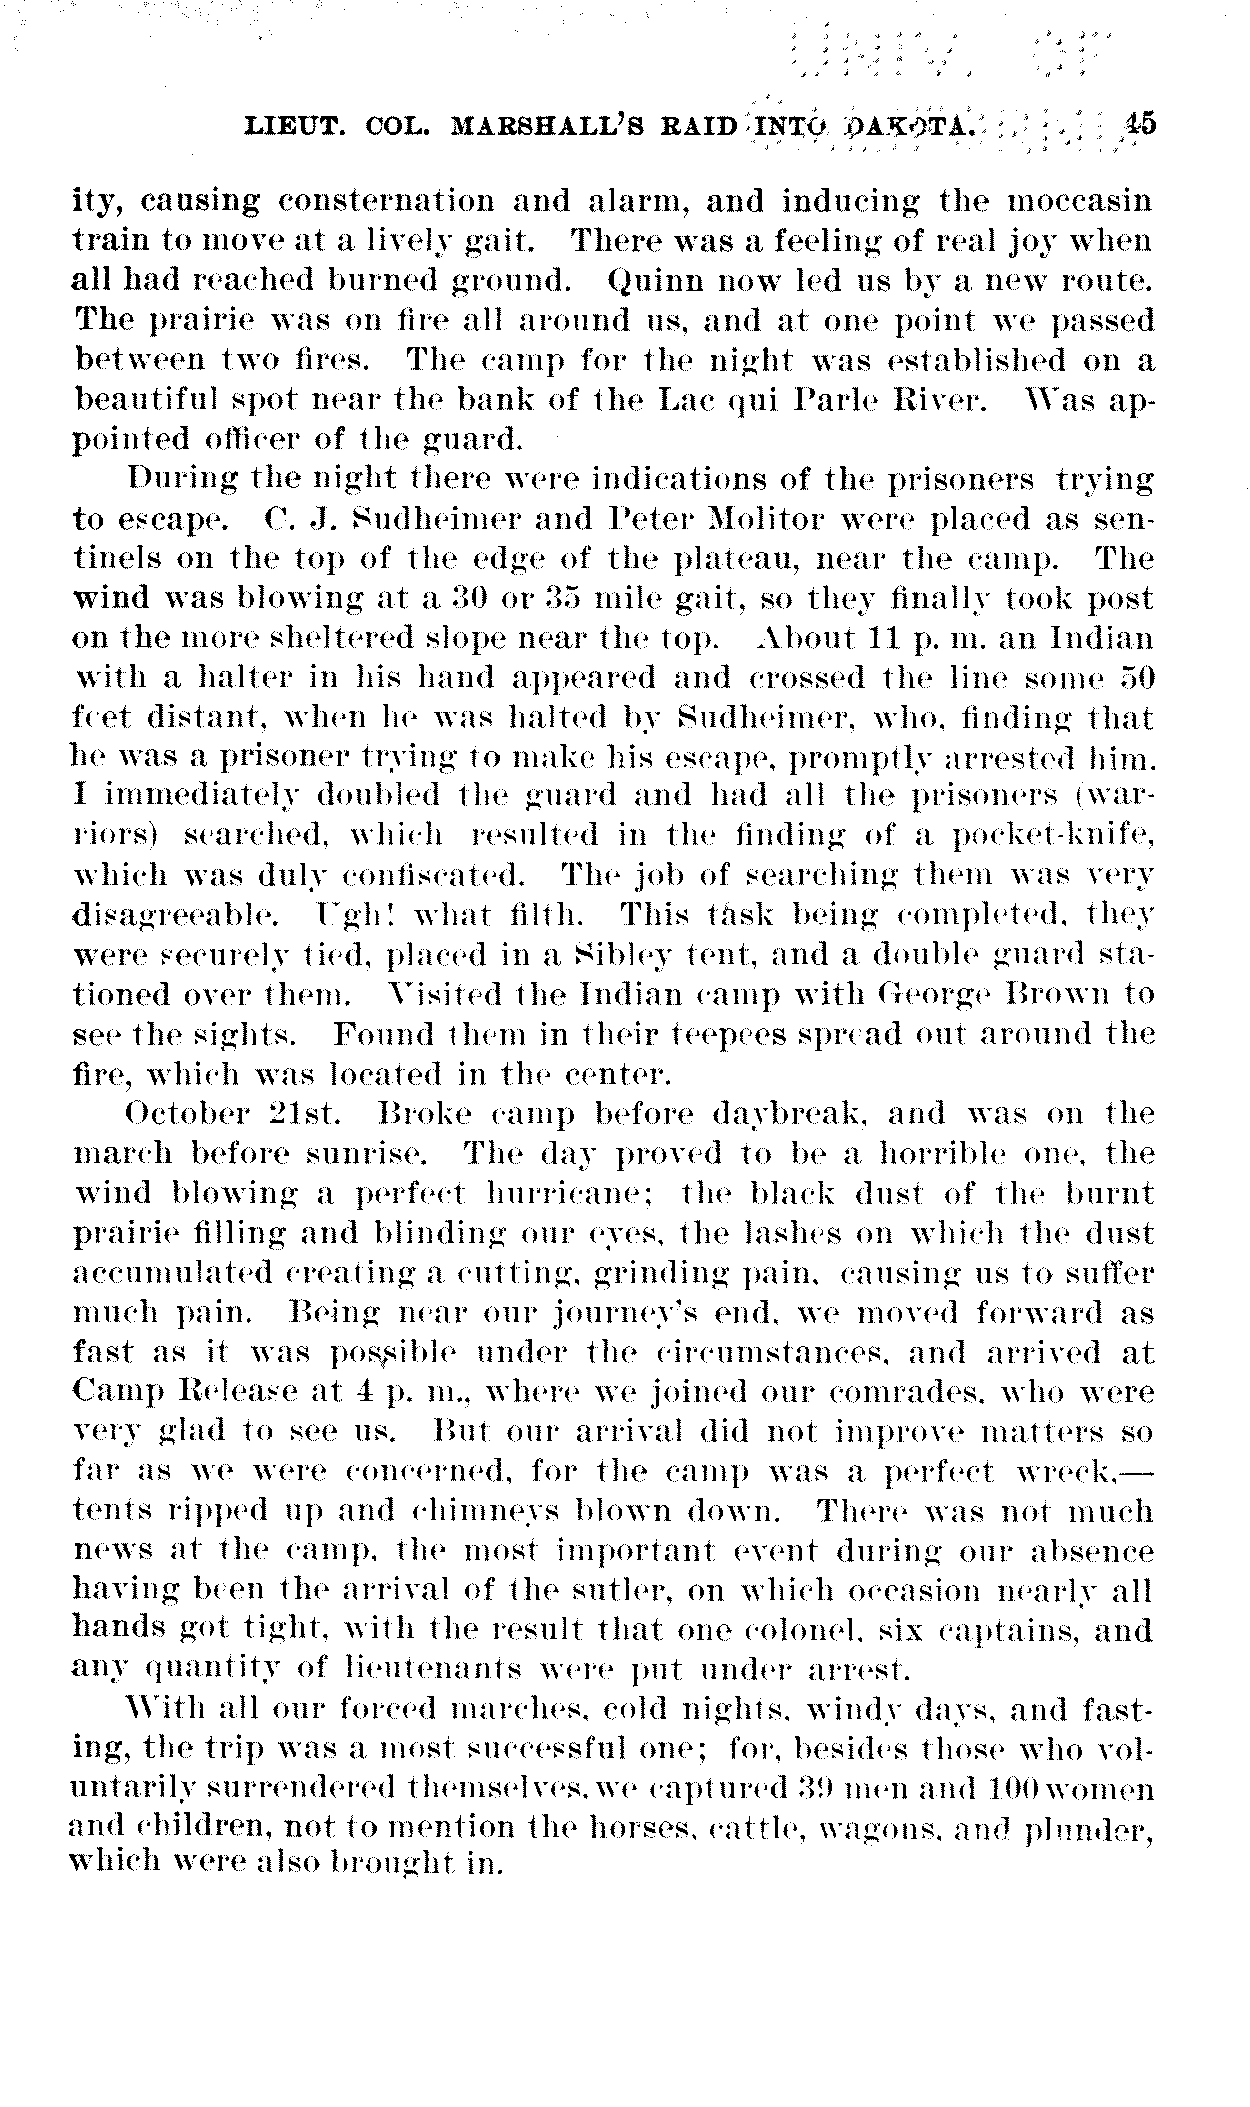 UNIV. OF
LIEUT. COL. MARSHALL'S RAID INTO DAKOTA. 45
ity, causing consternation and alarm, and inducing the moccasin
train to move at a lively gait. There was a feeling of real joy when
all had reached burned ground. Quinn now led us by a new route.
The prairie was on fire all around us, and at one point we passed
between two fires. The camp for the night was established on a
beautiful spot near the bank of the Lac qui Parle River. Was ap-
pointed officer of the guard.
During the night there were indications of the prisoners trying
to escape. C. J. Sudheimer and Peter Molitor were placed as sen-
tinels on the top of the edge of the plateau, near the camp. The
wind was blowing at a 30 or 35 mile gait, so they finally took post
on the more sheltered slope near the top. About 11 p. m. an Indian
with a halter in his hand appeared and crossed the line some 50
feet distant, when he was halted by Sudheimer, who, finding that
he was a prisoner trying to make his escape, promptly arrested him.
I immediately doubled the guard and had all the prisoners (war-
riors) searched, which resulted in the finding of a pocket-knife,
which was duly confiscated. The job of searching them was very
disagreeable. Ugh! what filth. This task being completed, they
were securely tied, placed in a Sibley tent, and a double guard sta-
tioned over them. Visited the Indian camp with George Brown to
see the sights. Found them in their teepees spread out around the
fire, which was located in the center.
October 21st. Broke camp before daybreak, and was on the
march before sunrise. The day proved to be a horrible one, the
wind blowing a perfect hurricane; the black dust of the burnt
prairie filling and blinding our eyes, the lashes on which the dust
accumulated creating a cutting, grinding pain, causing us to suffer
much pain. Being near our journey's end, we moved forward as
fast as it was possible under the circumstances, and arrived at
Camp Release at 4 p. m., where we joined our comrades, who were
very glad to see us. But our arrival did not improve matters so
far as we were concerned, for the camp was a perfect wreck,—
tents ripped up and chimneys blown down. There was not much
news at the camp, the most important event during our absence
having been the arrival of the sutler, on which occasion nearly all
hands got tight, with the result that one colonel, six captains, and
any quantity of lieutenants were put under arrest.
With all our forced marches, cold nights, windy days, and fast-
ing, the trip was a most successful one; for, besides those who vol-
untarily surrendered themselves, we captured 39 men and 100 women
and children, not to mention the horses, cattle, wagons, and plunder,
which were also brought in.